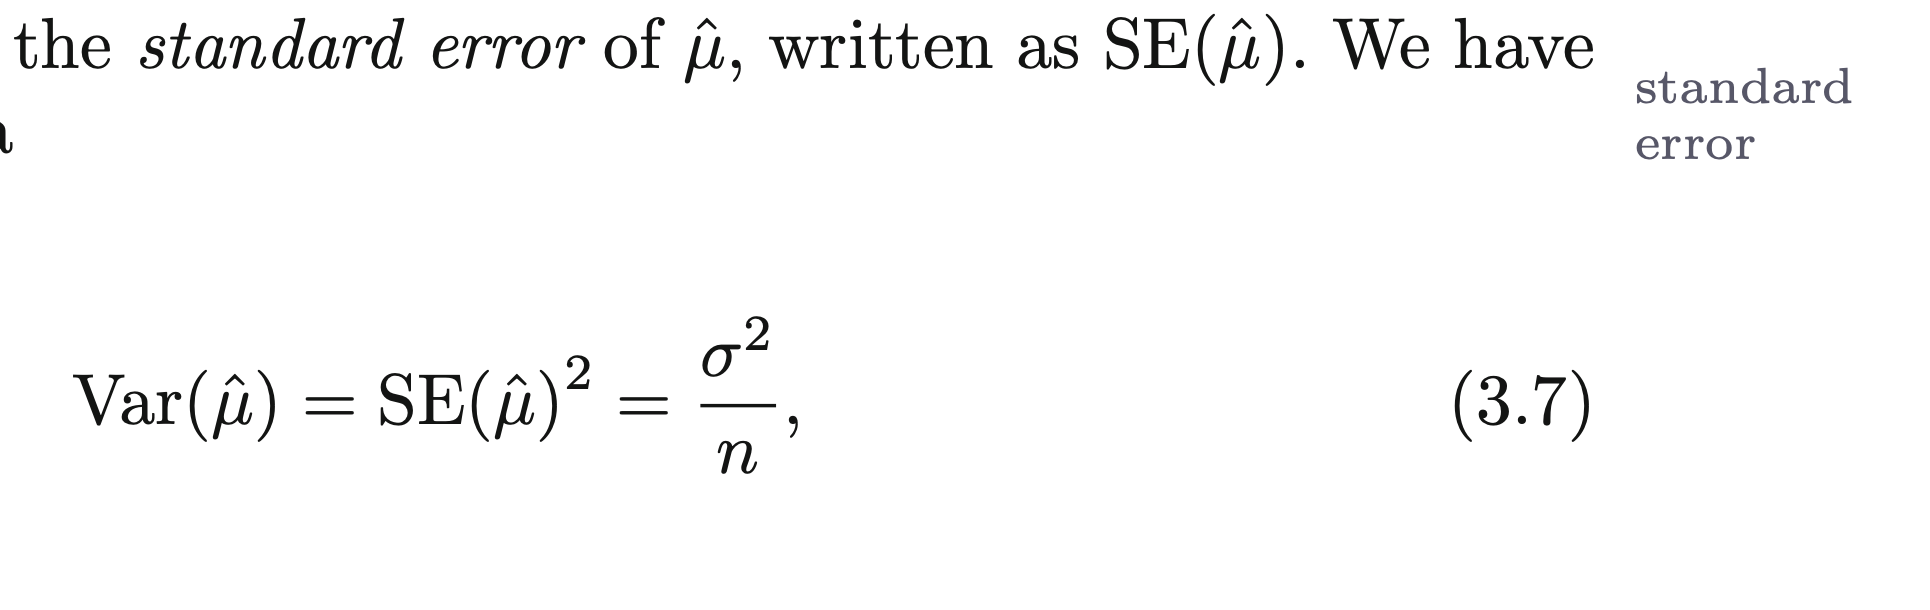 the standard error of μ̂, written as SE(μ̂). We have
standard
error
a
Var(μ̂) = SE(μ̂)² = σ²/n, (3.7)